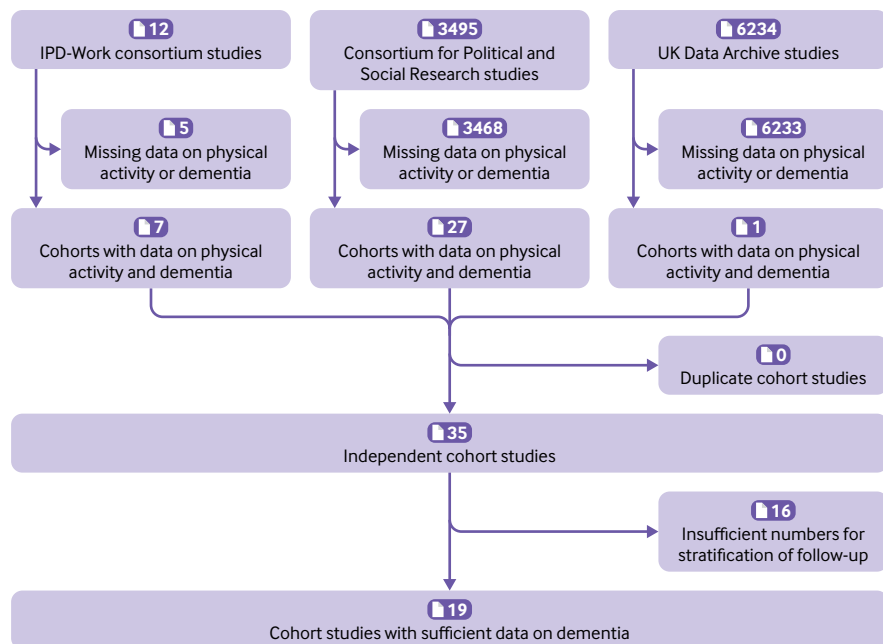 12
IPD-Work consortium studies
3495
Consortium for Political and
Social Research studies
6234
UK Data Archive studies
5
Missing data on physical
activity or dementia
3468
Missing data on physical
activity or dementia
6233
Missing data on physical
activity or dementia
7
Cohorts with data on physical
activity and dementia
27
Cohorts with data on physical
activity and dementia
1
Cohorts with data on physical
activity and dementia
0
Duplicate cohort studies
35
Independent cohort studies
16
Insufficient numbers for
stratification of follow-up
19
Cohort studies with sufficient data on dementia